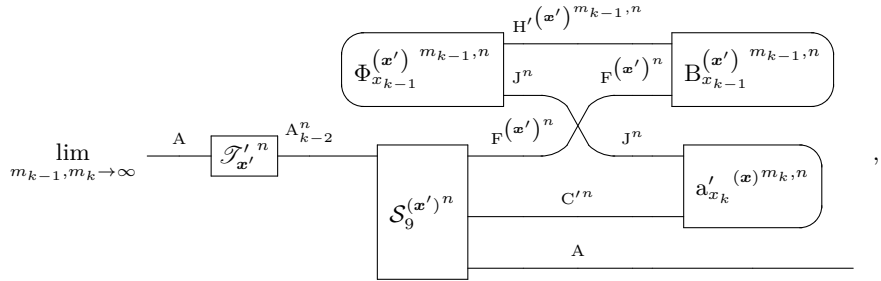 H′^{(𝒙′)^{m_{k−1},n}}
Φ_{x_{k−1}}^{(𝒙′) m_{k−1},n} J^n F^{(𝒙′)^n} B_{x_{k−1}}^{(𝒙′) m_{k−1},n}
lim_{m_{k−1},m_k→∞} A 𝒯′_{𝒙′}^n A^n_{k−2} F^{(𝒙′)^n} J^n a′_{x_k}^{(𝒙) m_k,n} ,
𝒮_9^{(𝒙′)^n} C′^n
A